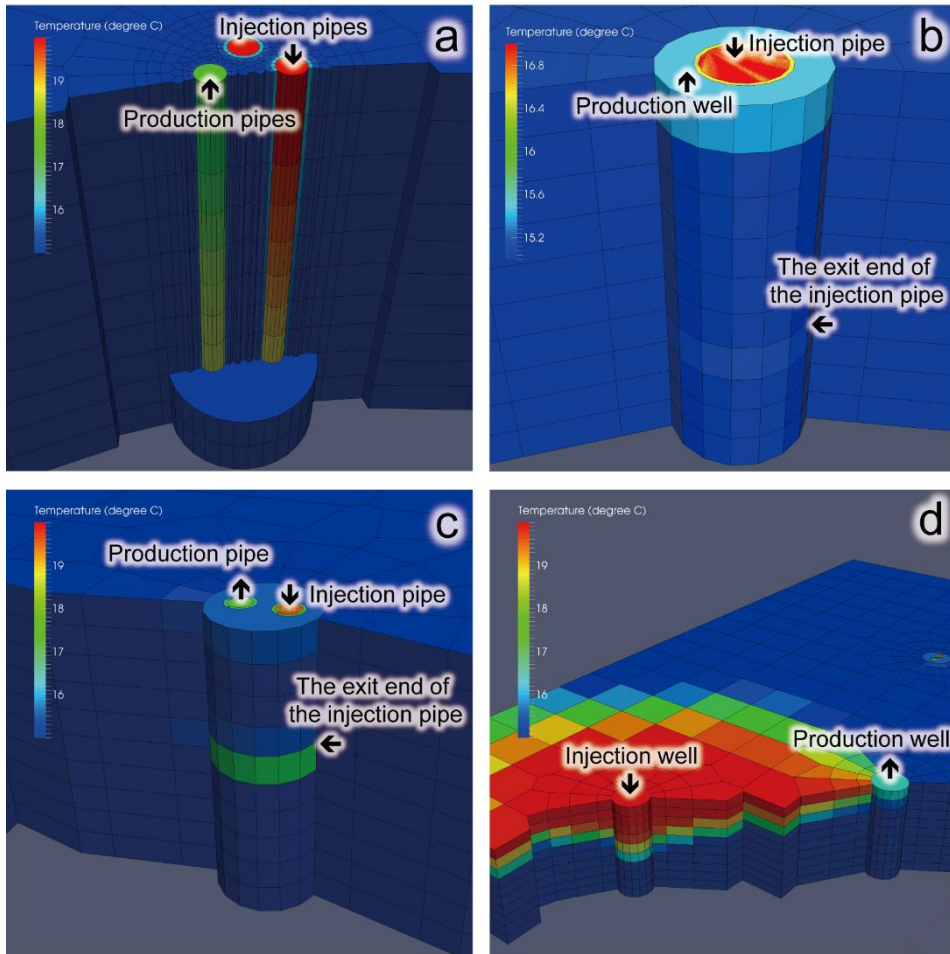 Temperature (degree C)
19
18
17
16
Injection pipes
a
Production pipes
Temperature (degree C)
16.8
16.4
16
15.6
15.2
b
Injection pipe
Production well
The exit end of
the injection pipe
Temperature (degree C)
19
18
17
16
c
Production pipe
Injection pipe
The exit end of
the injection pipe
Temperature (degree C)
19
18
17
16
d
Injection well
Production well